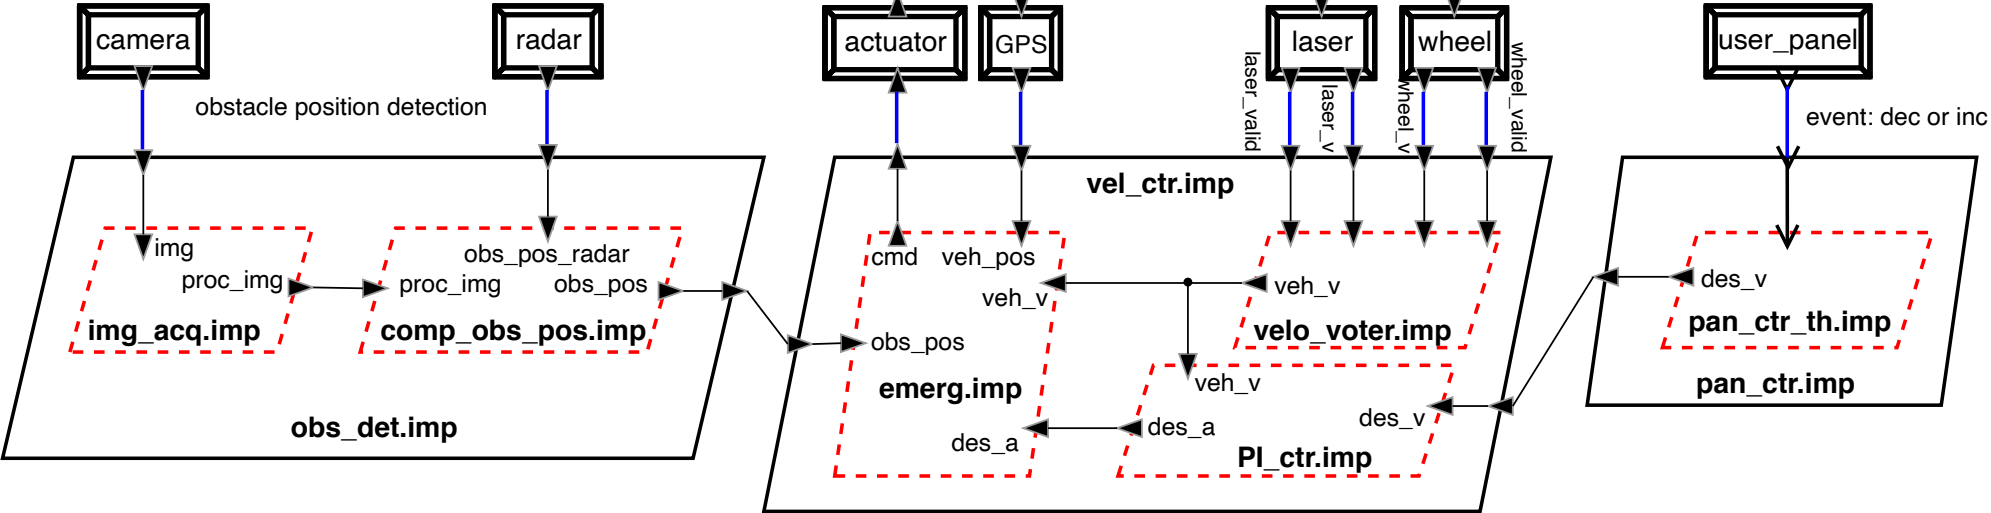 camera
radar
actuator
GPS
laser
wheel
user_panel
obstacle position detection
laser_valid
laser_v
wheel_v
wheel_valid
event: dec or inc
vel_ctr.imp
img
proc_img
img_acq.imp
obs_pos_radar
proc_img
obs_pos
comp_obs_pos.imp
obs_det.imp
cmd
veh_pos
veh_v
obs_pos
emerg.imp
des_a
veh_v
velo_voter.imp
veh_v
des_v
des_a
PI_ctr.imp
des_v
pan_ctr_th.imp
pan_ctr.imp